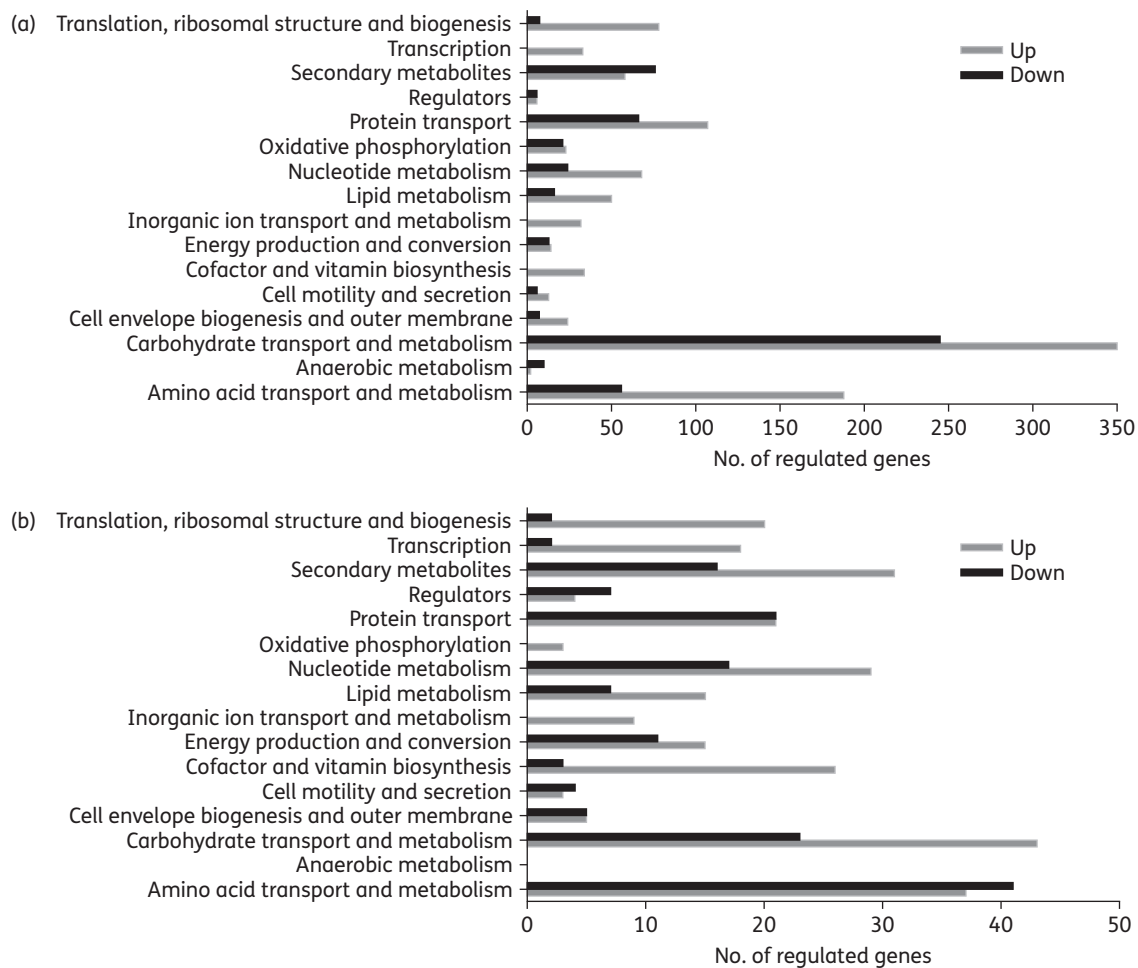 (a) Translation, ribosomal structure and biogenesis
Transcription
Up
Secondary metabolites
Down
Regulators
Protein transport
Oxidative phosphorylation
Nucleotide metabolism
Lipid metabolism
Inorganic ion transport and metabolism
Energy production and conversion
Cofactor and vitamin biosynthesis
Cell motility and secretion
Cell envelope biogenesis and outer membrane
Carbohydrate transport and metabolism
Anaerobic metabolism
Amino acid transport and metabolism
0 50 100 150 200 250 300 350
No. of regulated genes
(b) Translation, ribosomal structure and biogenesis
Transcription
Up
Secondary metabolites
Down
Regulators
Protein transport
Oxidative phosphorylation
Nucleotide metabolism
Lipid metabolism
Inorganic ion transport and metabolism
Energy production and conversion
Cofactor and vitamin biosynthesis
Cell motility and secretion
Cell envelope biogenesis and outer membrane
Carbohydrate transport and metabolism
Anaerobic metabolism
Amino acid transport and metabolism
0 10 20 30 40 50
No. of regulated genes